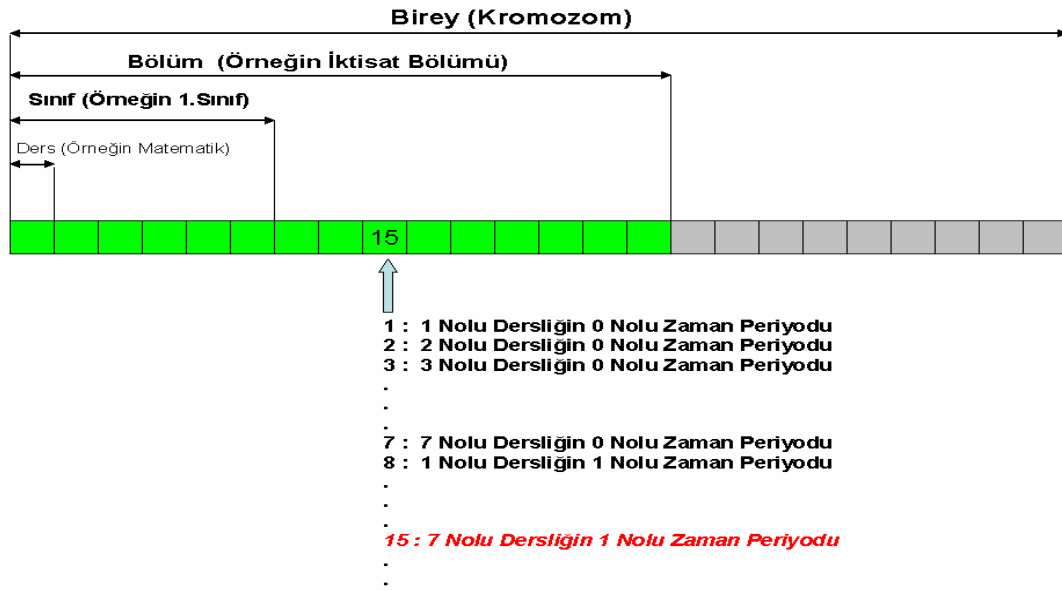 Birey (Kromozom)
Bölüm (Örneğin İktisat Bölümü)
Sınıf (Örneğin 1.Sınıf)
Ders (Örneğin Matematik)
15
1 : 1 Nolu Dersliğin 0 Nolu Zaman Periyodu
2 : 2 Nolu Dersliğin 0 Nolu Zaman Periyodu
3 : 3 Nolu Dersliğin 0 Nolu Zaman Periyodu
.
.
.
7 : 7 Nolu Dersliğin 0 Nolu Zaman Periyodu
8 : 1 Nolu Dersliğin 1 Nolu Zaman Periyodu
.
.
.
15 : 7 Nolu Dersliğin 1 Nolu Zaman Periyodu
.
.